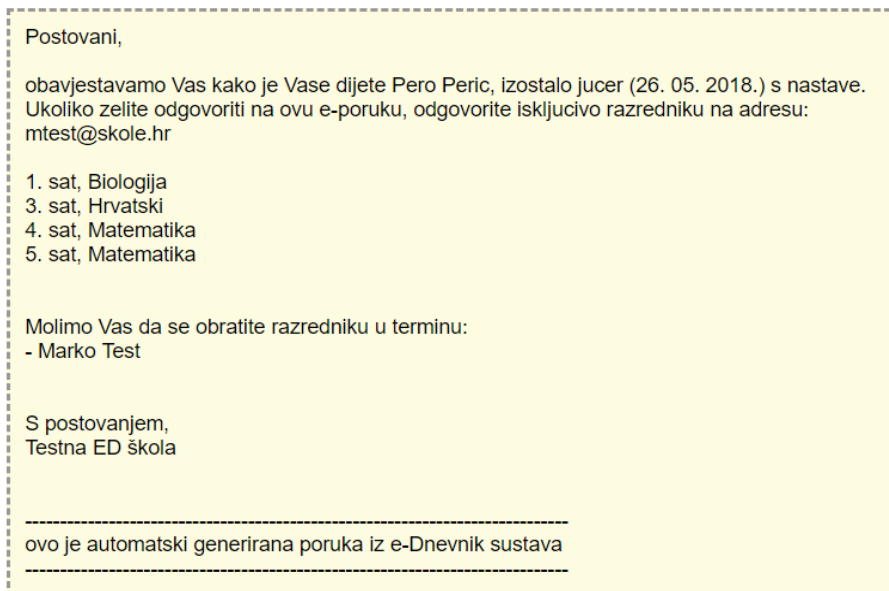 Postovani,
obavjestavamo Vas kako je Vase dijete Pero Peric, izostalo jucer (26. 05. 2018.) s nastave.
Ukoliko zelite odgovoriti na ovu e-poruku, odgovorite iskljucivo razredniku na adresu:
mtest@skole.hr
1. sat, Biologija
3. sat, Hrvatski
4. sat, Matematika
5. sat, Matematika
Molimo Vas da se obratite razredniku u terminu:
- Marko Test
S postovanjem,
Testna ED škola
------------------------------------------------------------------------------
ovo je automatski generirana poruka iz e-Dnevnik sustava
------------------------------------------------------------------------------